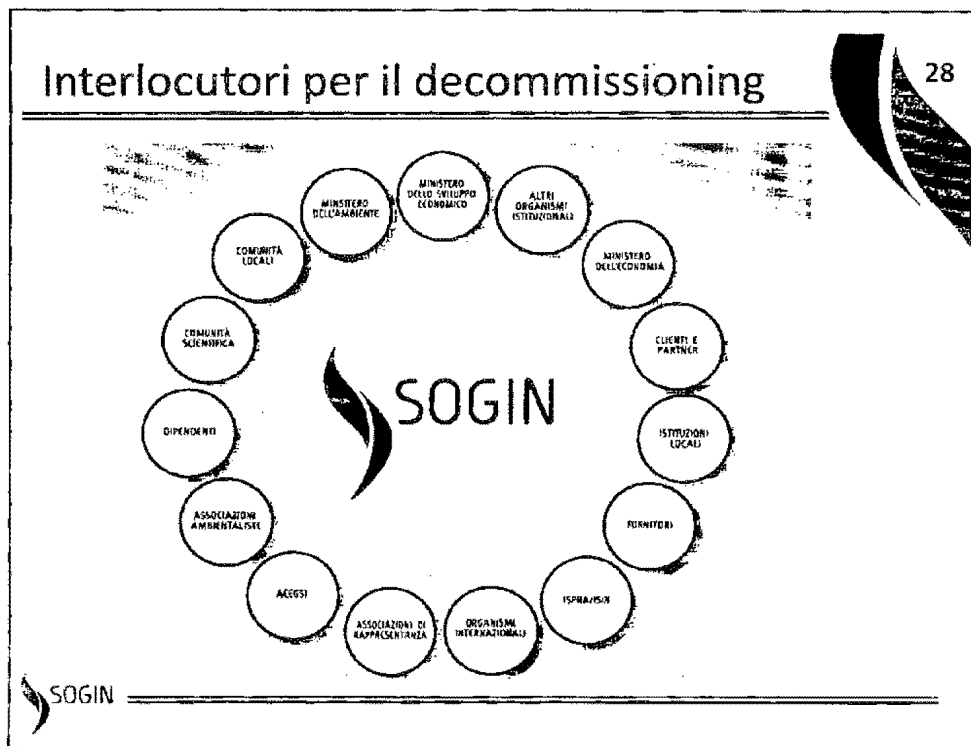 Interlocutori per il decommissioning
28
MINISTERO
DELLO SVILUPPO
ECONOMICO
ALTRI
ORGANISMI
ISTITUZIONALI
MINISTERO
DELL'ECONOMIA
CLIENTI E
PARTNER
ISTITUZIONI
LOCALI
FORNITORI
ISPRA/ISIN
ORGANISMI
INTERNAZIONALI
ASSOCIAZIONI DI
RAPPRESENTANZA
ACEGSI
ASSOCIAZIONI
AMBIENTALISTE
DIPENDENTI
COMUNITÀ
SCIENTIFICA
COMUNITÀ
LOCALI
MINSITERO
DELL'AMBIENTE
SOGIN
SOGIN